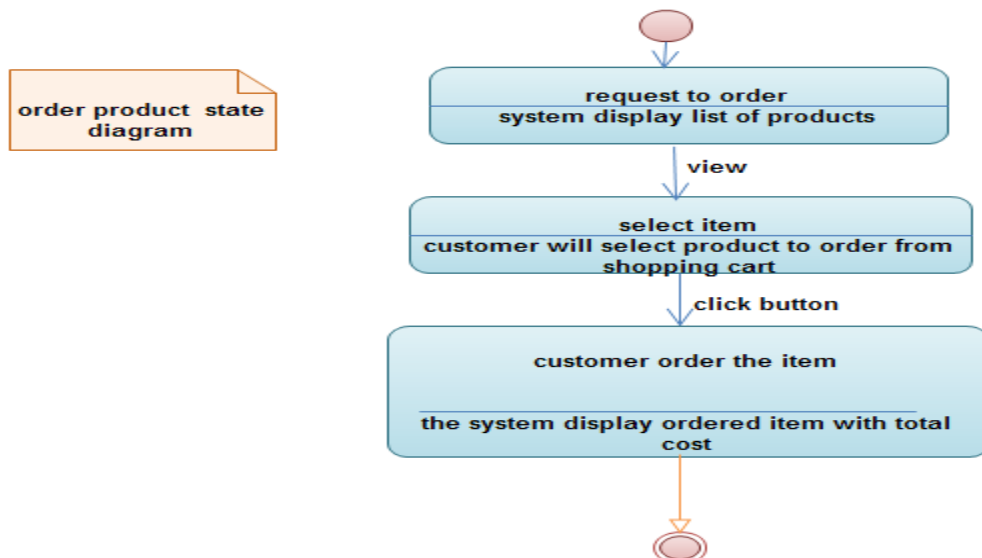 order product state
diagram
request to order
system display list of products
view
select item
customer will select product to order from
shopping cart
click button
customer order the item
the system display ordered item with total
cost